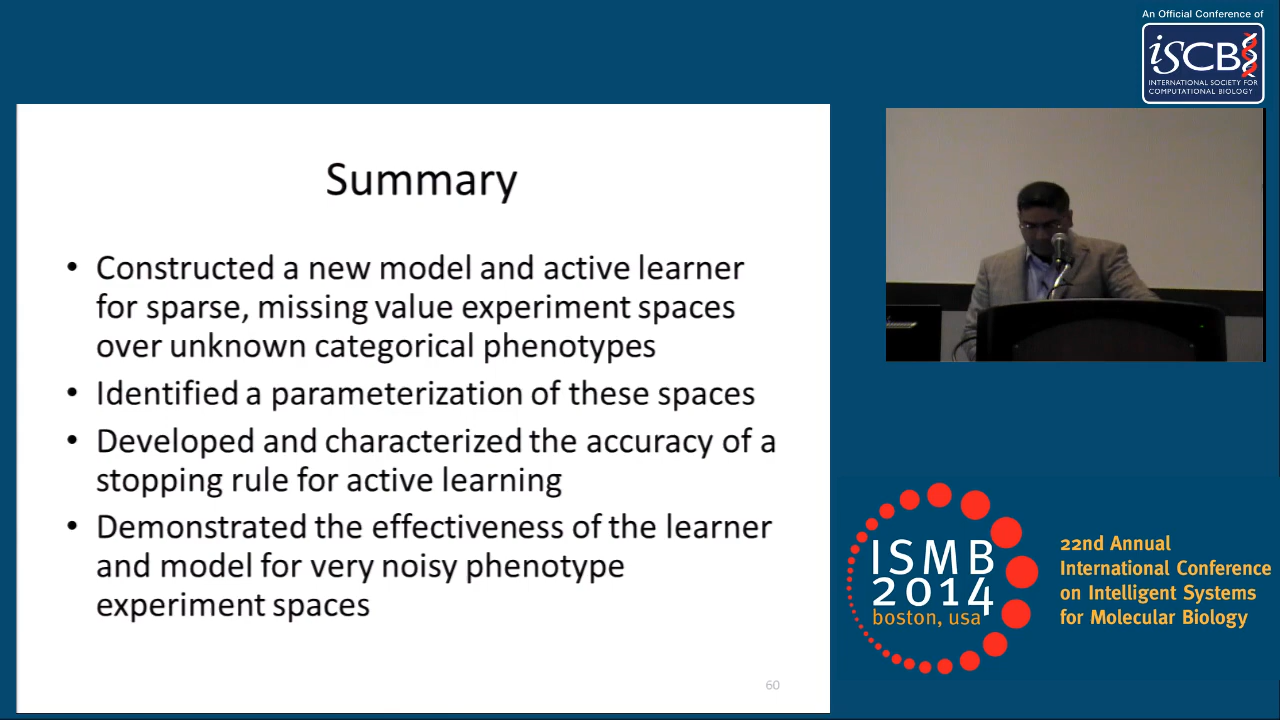 An Official Conference of
iSCB
INTERNATIONAL SOCIETY FOR
COMPUTATIONAL BIOLOGY
Summary
• Constructed a new model and active learner
for sparse, missing value experiment spaces
over unknown categorical phenotypes
• Identified a parameterization of these spaces
• Developed and characterized the accuracy of a
stopping rule for active learning
• Demonstrated the effectiveness of the learner
and model for very noisy phenotype
experiment spaces
60
ISMB
2014
boston, usa
22nd Annual
International Conference
on Intelligent Systems
for Molecular Biology